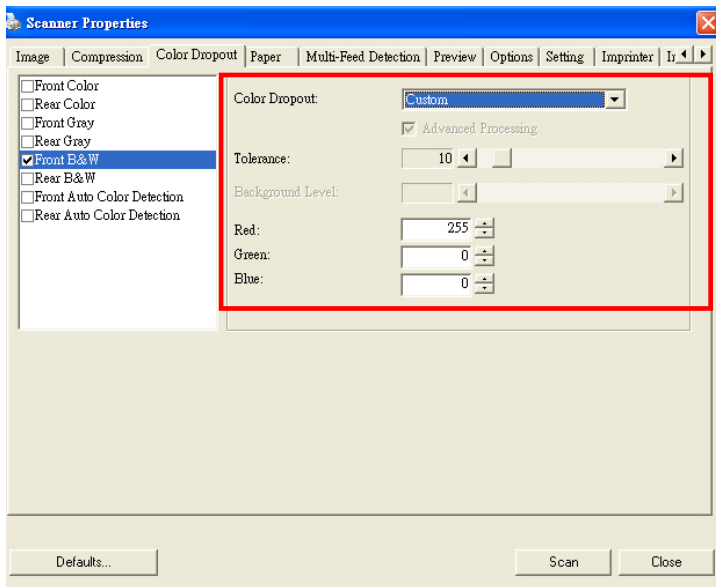 Scanner Properties
Image Compression Color Dropout Paper Multi-Feed Detection Preview Options Setting Imprinter
Front Color
Rear Color
Front Gray
Rear Gray
Front B&W
Rear B&W
Front Auto Color Detection
Rear Auto Color Detection
Color Dropout: Custom
Advanced Processing
Tolerance: 10
Background Level:
Red: 255
Green: 0
Blue: 0
Defaults... Scan Close